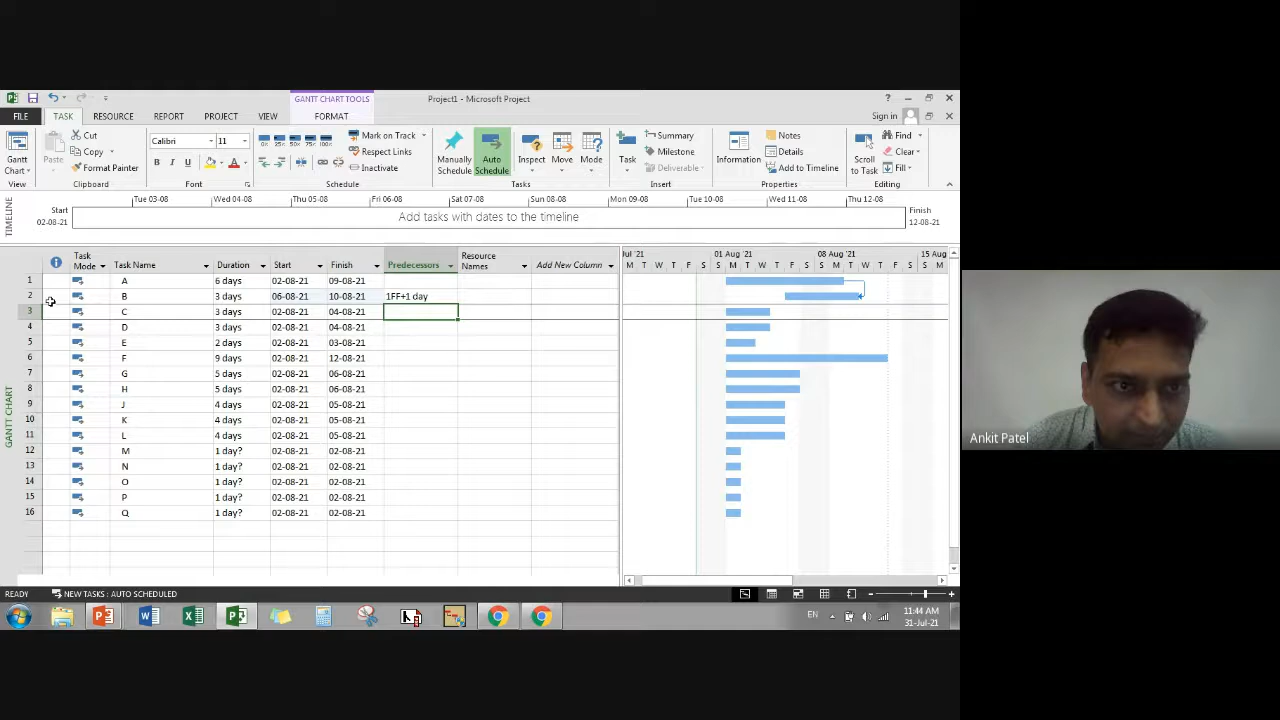 GANTT CHART TOOLS
Project1 - Microsoft Project
FILE TASK RESOURCE REPORT PROJECT VIEW FORMAT Sign in
Gantt Chart
View
Paste
Cut
Copy
Format Painter
Clipboard
Calibri 11
B I U A
Font
0% 25% 50% 75% 100%
Mark on Track
Respect Links
Inactivate
Schedule
Manually Schedule
Auto Schedule
Inspect
Move
Mode
Tasks
Task
Summary
Milestone
Deliverable
Insert
Information
Notes
Details
Add to Timeline
Properties
Scroll to Task
Find
Clear
Fill
Editing
TIMELINE
Start
02-08-21
Tue 03-08 Wed 04-08 Thu 05-08 Fri 06-08 Sat 07-08 Sun 08-08 Mon 09-08 Tue 10-08 Wed 11-08 Thu 12-08
Add tasks with dates to the timeline
Finish
12-08-21
GANTT CHART
Task Mode Task Name Duration Start Finish Predecessors Resource Names Add New Column
Jul '21 01 Aug '21 08 Aug '21 15 Aug
M T W T F S S M T W T F S S M T W T F S S M
1 A 6 days 02-08-21 09-08-21
2 B 3 days 06-08-21 10-08-21 1FF+1 day
3 C 3 days 02-08-21 04-08-21
4 D 3 days 02-08-21 04-08-21
5 E 2 days 02-08-21 03-08-21
6 F 9 days 02-08-21 12-08-21
7 G 5 days 02-08-21 06-08-21
8 H 5 days 02-08-21 06-08-21
9 J 4 days 02-08-21 05-08-21
10 K 4 days 02-08-21 05-08-21
11 L 4 days 02-08-21 05-08-21
12 M 1 day? 02-08-21 02-08-21
13 N 1 day? 02-08-21 02-08-21
14 O 1 day? 02-08-21 02-08-21
15 P 1 day? 02-08-21 02-08-21
16 Q 1 day? 02-08-21 02-08-21
READY NEW TASKS : AUTO SCHEDULED
EN
11:44 AM
31-Jul-21
Ankit Patel